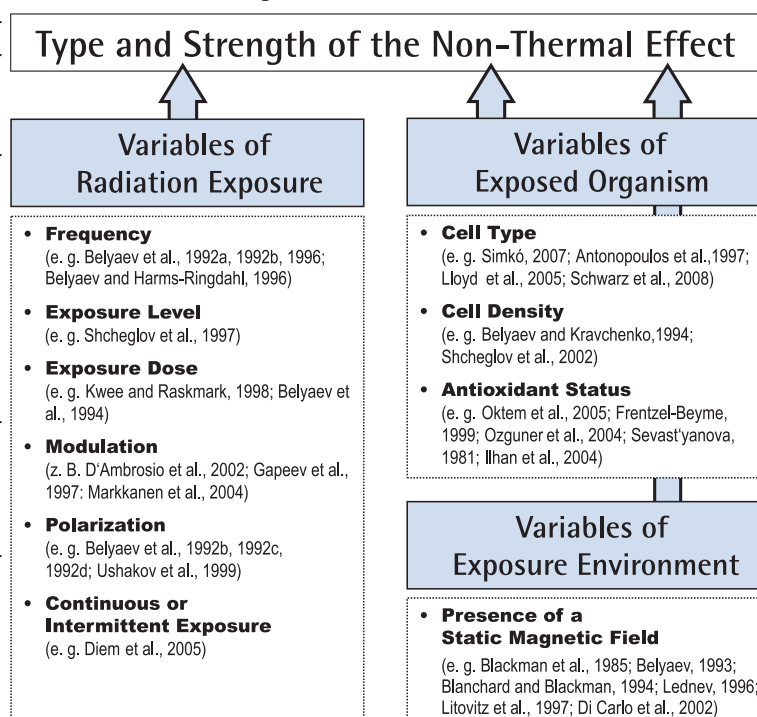 Type and Strength of the Non-Thermal Effect
Variables of
Radiation Exposure
• Frequency
(e. g. Belyaev et al., 1992a, 1992b, 1996;
Belyaev and Harms-Ringdahl, 1996)
• Exposure Level
(e. g. Shcheglov et al., 1997)
• Exposure Dose
(e. g. Kwee and Raskmark, 1998; Belyaev et
al., 1994)
• Modulation
(z. B. D‘Ambrosio et al., 2002; Gapeev et al.,
1997: Markkanen et al., 2004)
• Polarization
(e. g. Belyaev et al., 1992b, 1992c,
1992d; Ushakov et al., 1999)
• Continuous or
Intermittent Exposure
(e. g. Diem et al., 2005)
Variables of
Exposed Organism
• Cell Type
(e. g. Simkó, 2007; Antonopoulos et al.,1997;
Lloyd et al., 2005; Schwarz et al., 2008)
• Cell Density
(e. g. Belyaev and Kravchenko,1994;
Shcheglov et al., 2002)
• Antioxidant Status
(e. g. Oktem et al., 2005; Frentzel-Beyme,
1999; Ozguner et al., 2004; Sevast‘yanova,
1981; Ilhan et al., 2004)
Variables of
Exposure Environment
• Presence of a
Static Magnetic Field
(e. g. Blackman et al., 1985; Belyaev, 1993;
Blanchard and Blackman, 1994; Lednev, 1996;
Litovitz et al., 1997; Di Carlo et al., 2002)